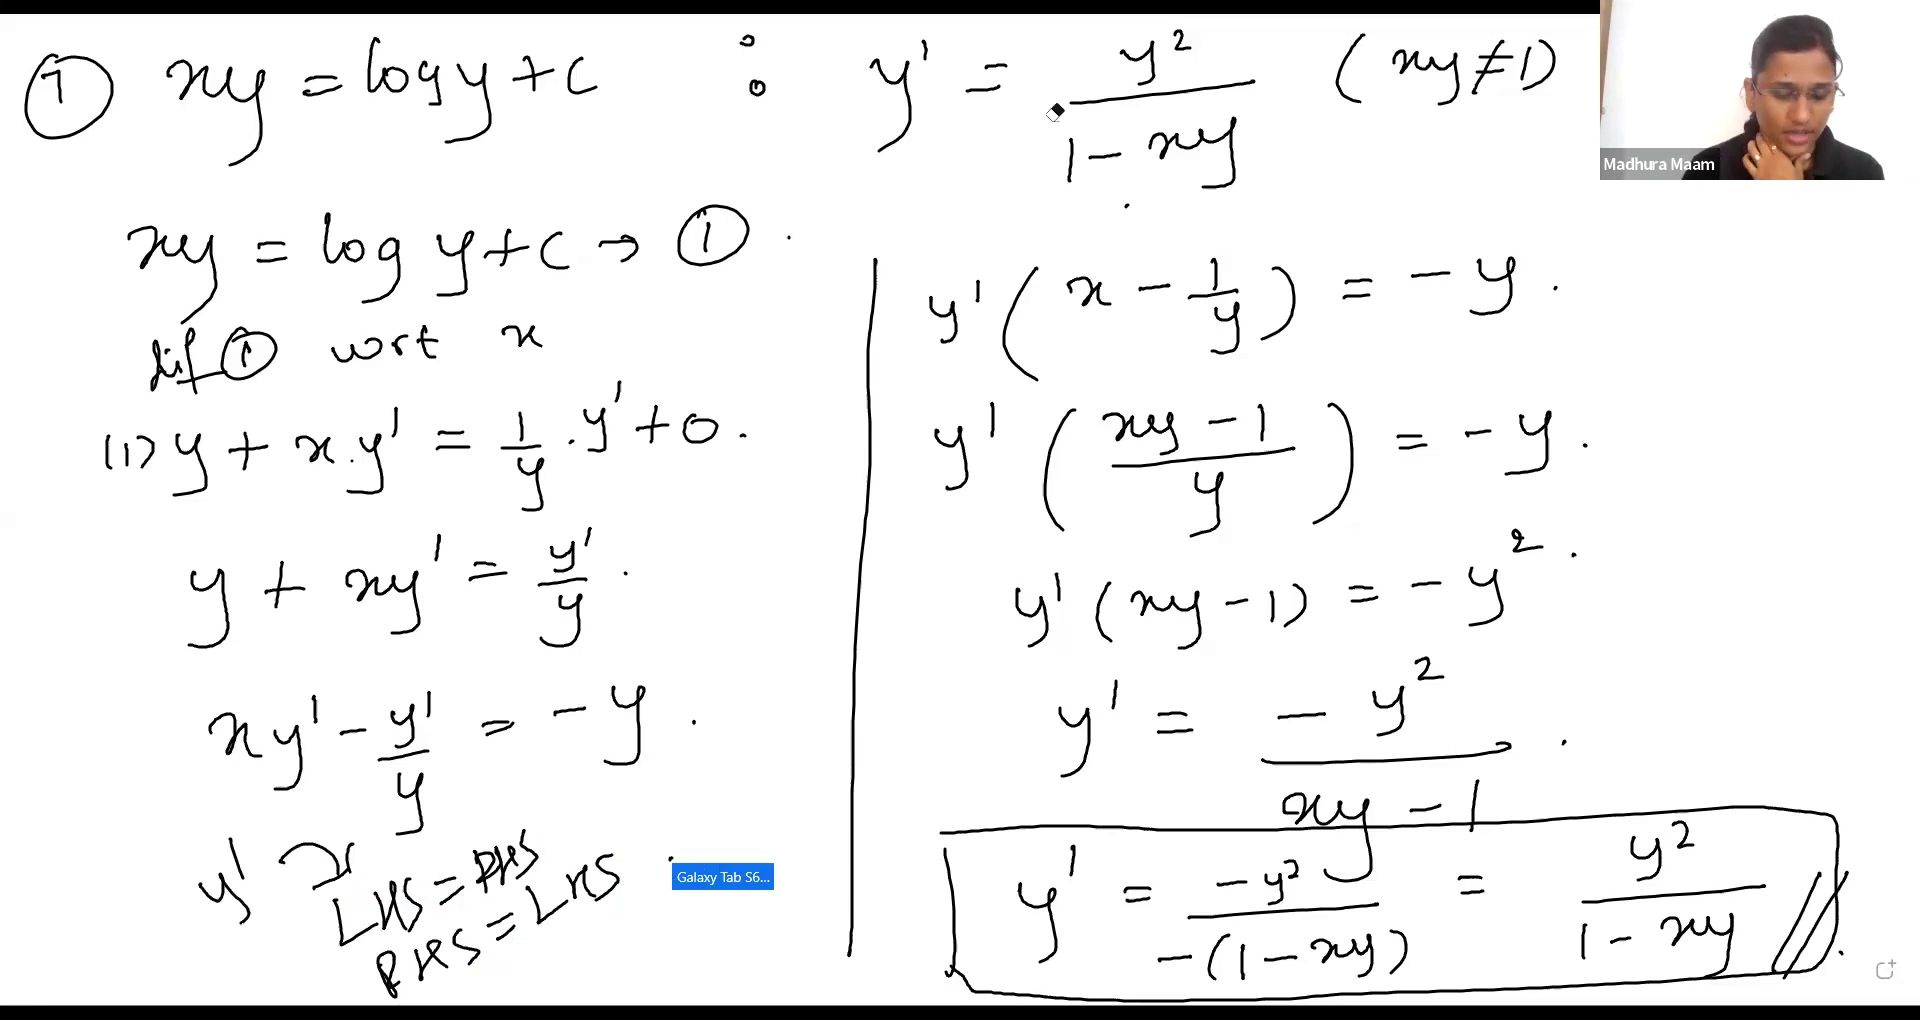 ① xy = log y + c : y' = y²/(1 - xy) (xy ≠ 1)
Madhura Maam
xy = log y + c → ①
dif ① wrt x
(1) y + x.y' = 1/y . y' + 0.
y + xy' = y'/y.
xy' - y'/y = - y.
y'
LHS = RHS
RHS = LHS
Galaxy Tab S6...
y' (x - 1/y) = - y.
y' ((xy - 1)/y) = - y.
y' (xy - 1) = - y².
y' = - y²/(xy - 1).
y' = - y²/-(1 - xy) = y²/(1 - xy) //.